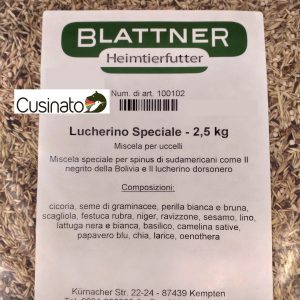 BLATTNER
Heimtierfutter
Num. di art. 100102
Cusinato
Lucherino Speciale - 2,5 kg
Miscela per uccelli
Miscela speciale per spinus di sudamericani come Il
negrito della Bolivia e Il lucherino dorsonero
Composizioni:
cicoria, seme di graminacee, perilla bianca e bruna,
scagliola, festuca rubra, niger, ravizzone, sesamo, lino,
lattuga nera e bianca, basilico, camelina sative,
papavero blu, chia, larice, oenothera
Kürnacher Str. 22-24 - 87439 Kempten